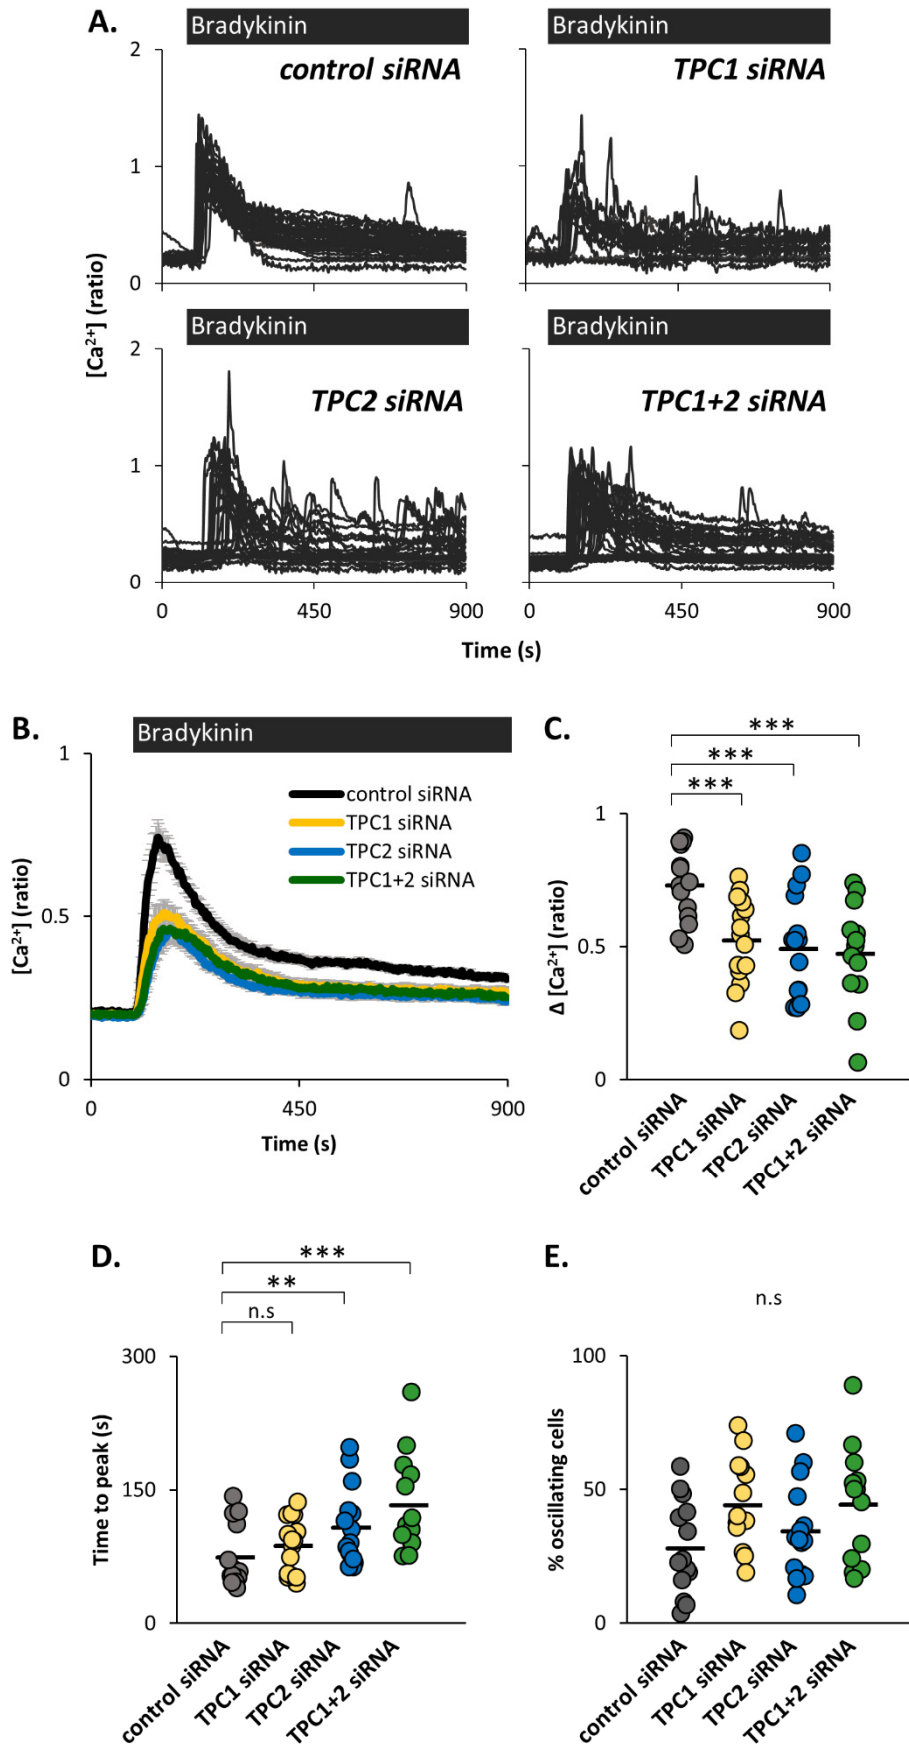 A.
Bradykinin
Bradykinin
control siRNA
TPC1 siRNA
2
1
0
Bradykinin
Bradykinin
TPC2 siRNA
TPC1+2 siRNA
2
1
0
[Ca²⁺] (ratio)
0
450
900
0
450
900
Time (s)
B.
Bradykinin
control siRNA
TPC1 siRNA
TPC2 siRNA
TPC1+2 siRNA
1
0.5
0
[Ca²⁺] (ratio)
0
450
900
Time (s)
C.
***
***
***
1
0.5
0
Δ [Ca²⁺] (ratio)
control siRNA
TPC1 siRNA
TPC2 siRNA
TPC1+2 siRNA
D.
***
**
n.s
300
150
0
Time to peak (s)
control siRNA
TPC1 siRNA
TPC2 siRNA
TPC1+2 siRNA
E.
n.s
100
50
0
% oscillating cells
control siRNA
TPC1 siRNA
TPC2 siRNA
TPC1+2 siRNA